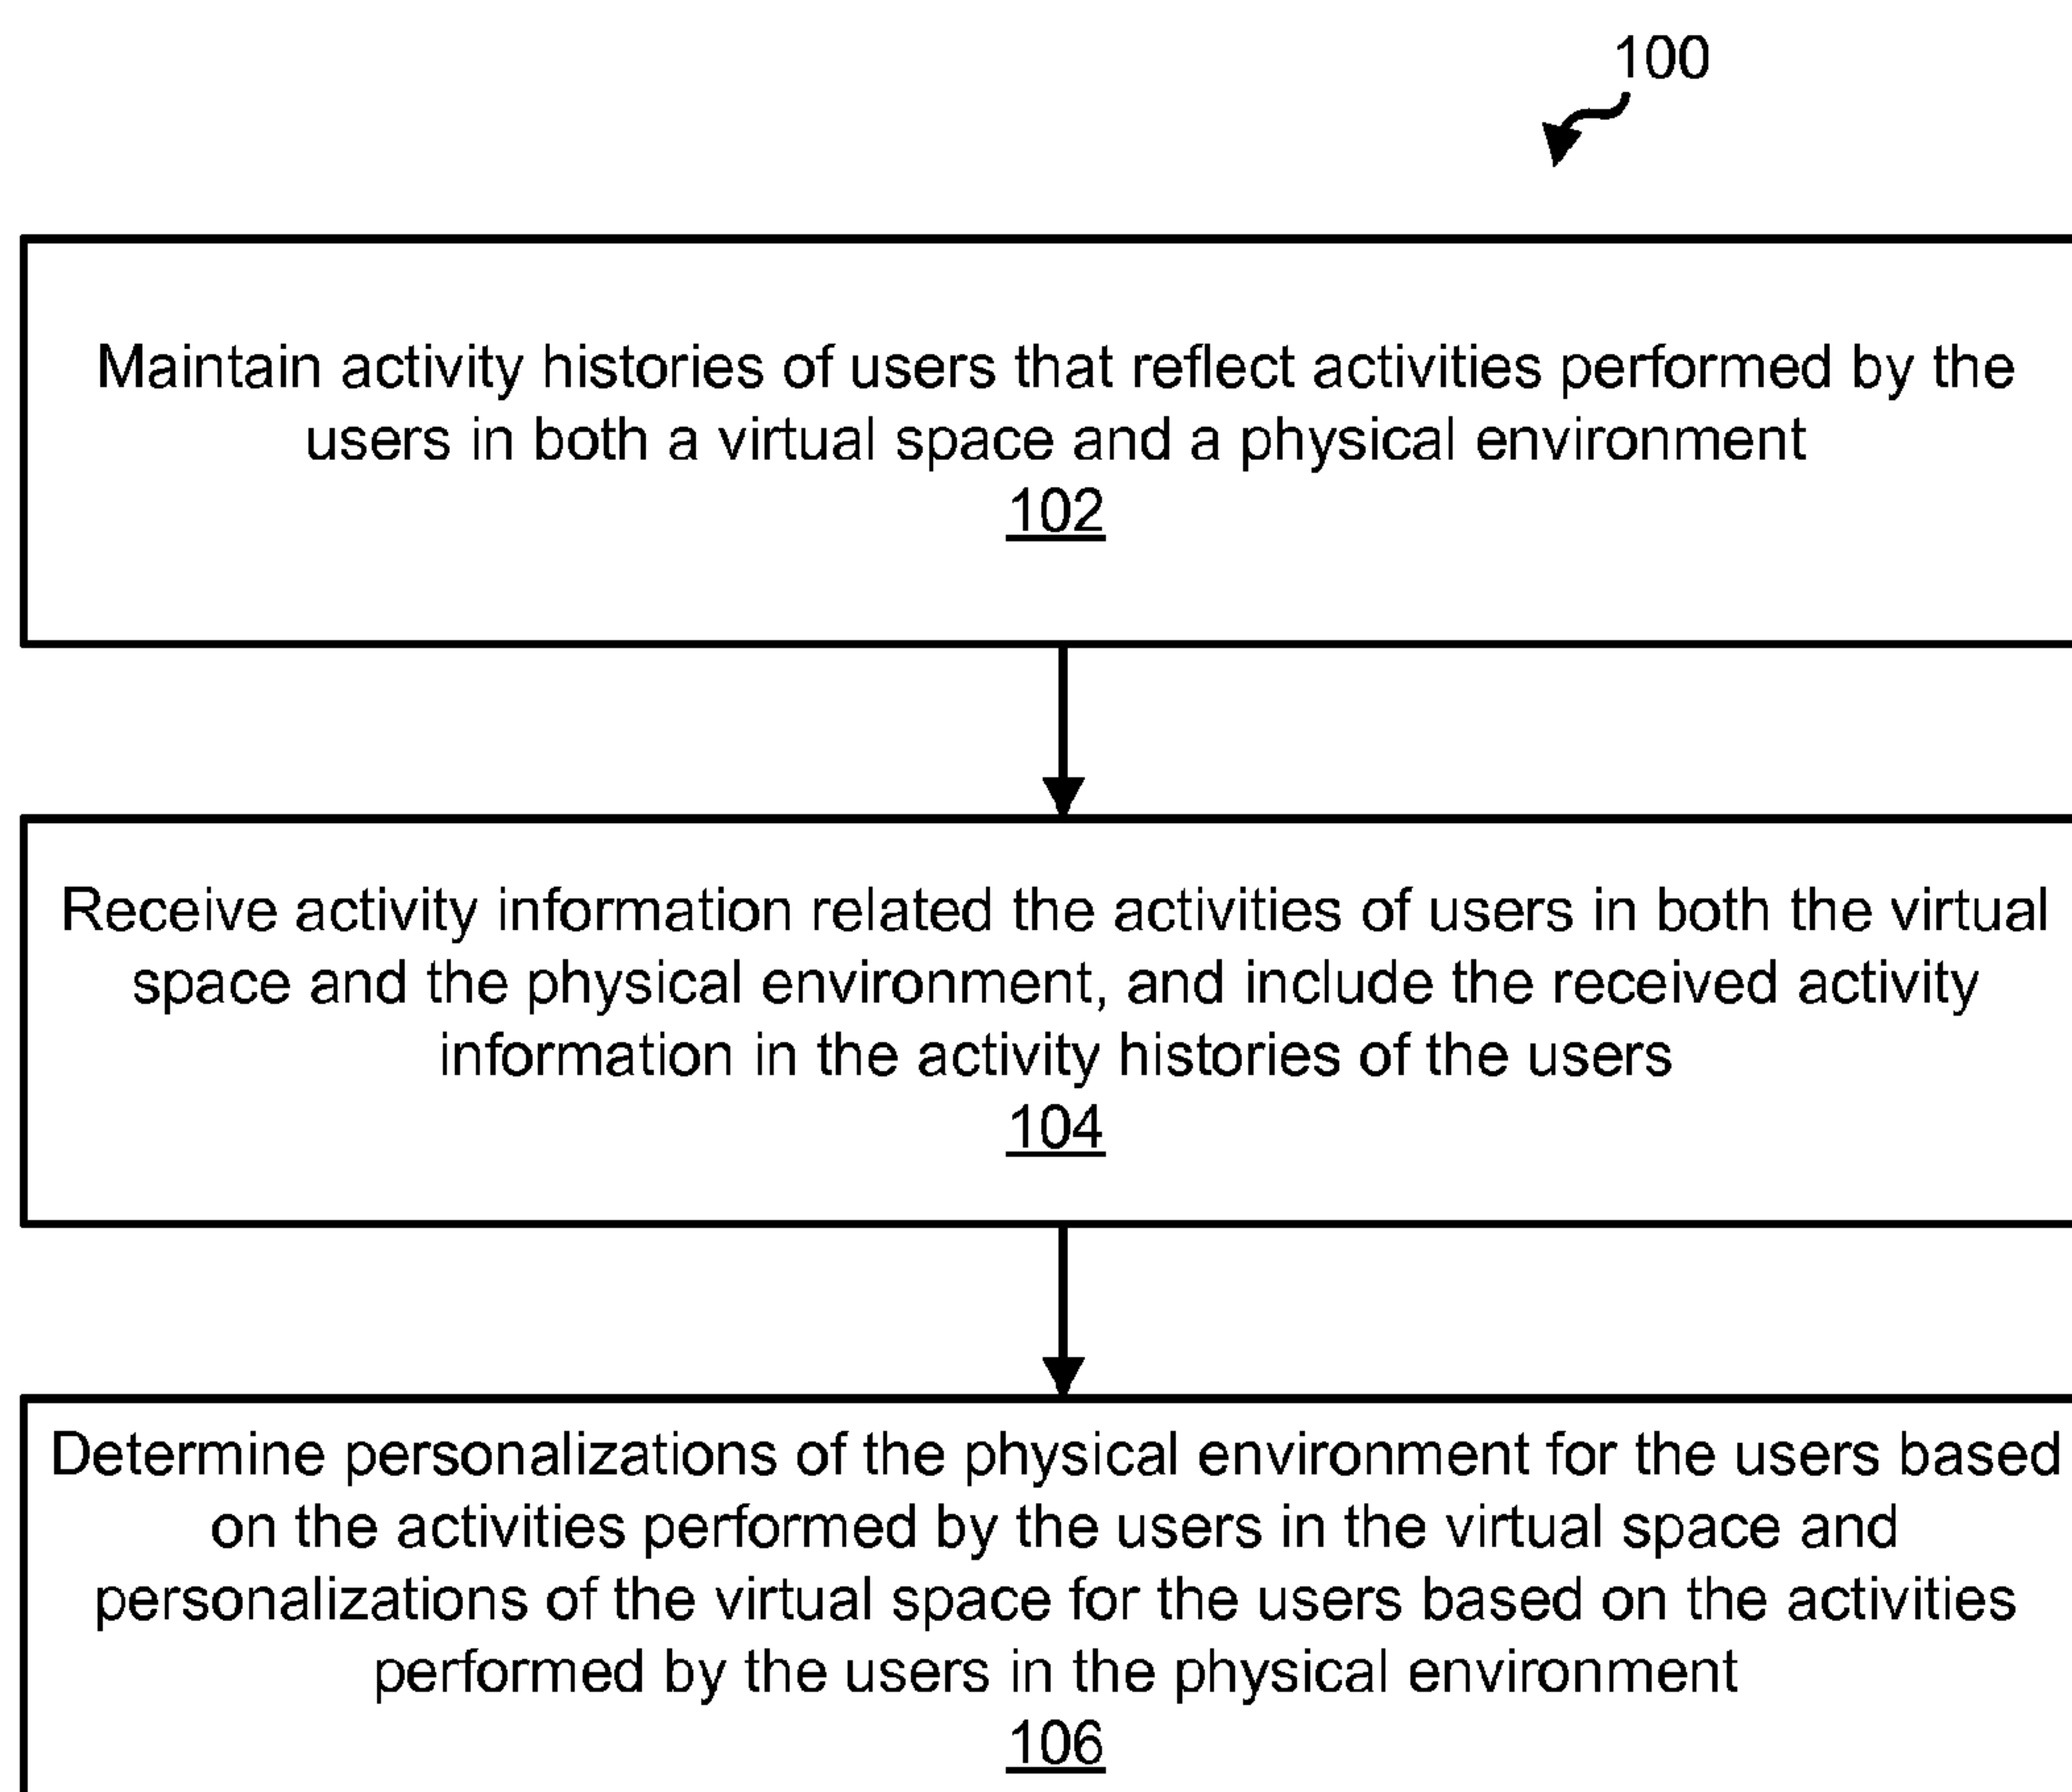 100
Maintain activity histories of users that reflect activities performed by the
users in both a virtual space and a physical environment
102
Receive activity information related the activities of users in both the virtual
space and the physical environment, and include the received activity
information in the activity histories of the users
104
Determine personalizations of the physical environment for the users based
on the activities performed by the users in the virtual space and
personalizations of the virtual space for the users based on the activities
performed by the users in the physical environment
106